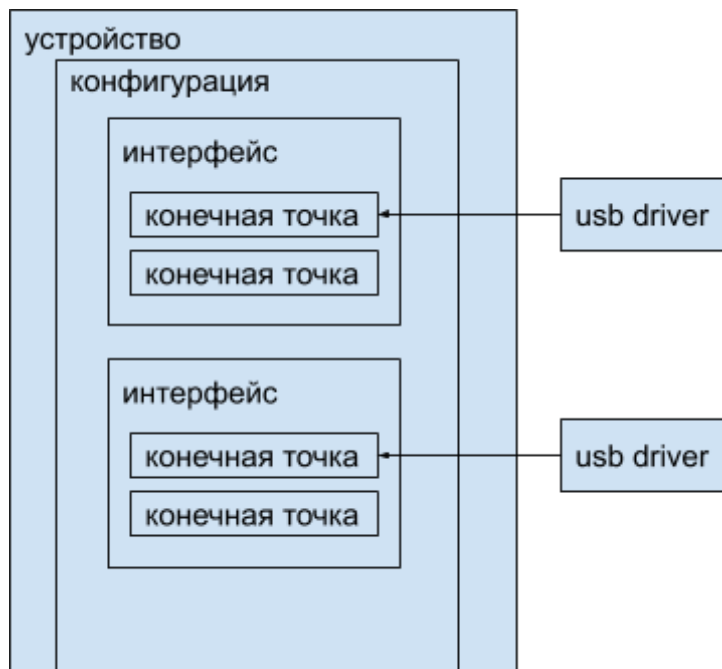 устройство
конфигурация
интерфейс
конечная точка
usb driver
конечная точка
интерфейс
конечная точка
usb driver
конечная точка